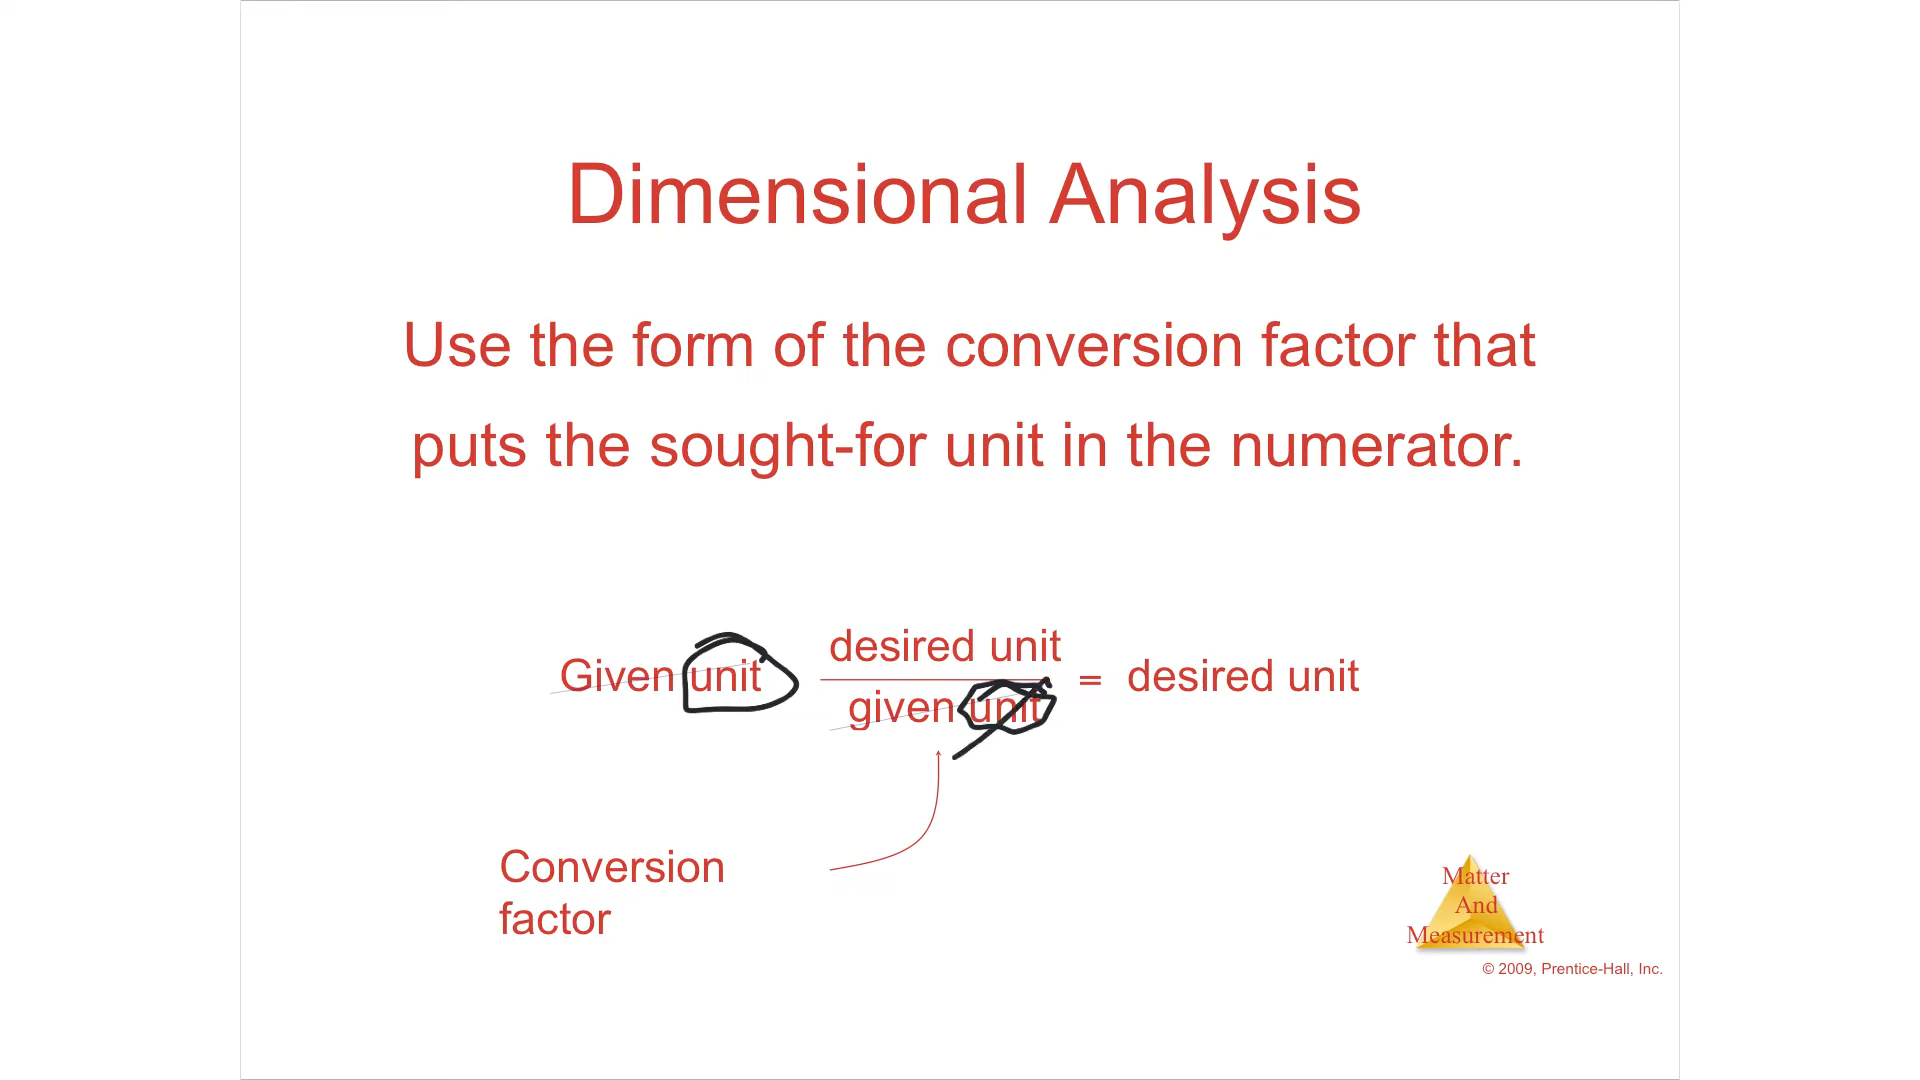 Dimensional Analysis
Use the form of the conversion factor that
puts the sought-for unit in the numerator.
desired unit
Given unit
= desired unit
given unit
Conversion
factor
Matter
And
Measurement
© 2009, Prentice-Hall, Inc.